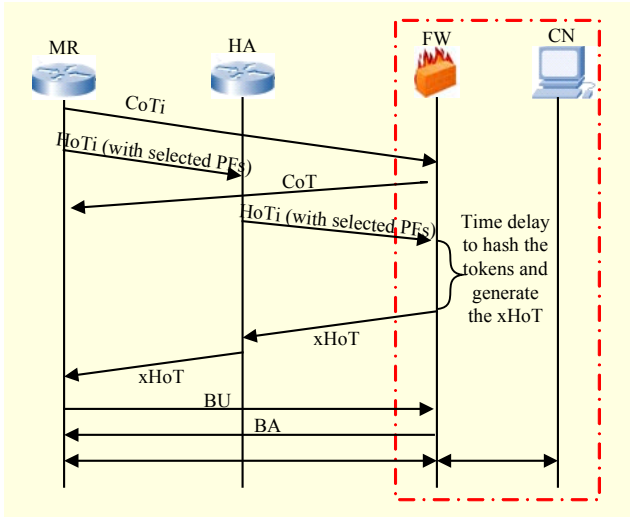 MR
HA
FW
CN
CoTi
HoTi (with selected PFs)
CoT
HoTi (with selected PFs)
Time delay
to hash the
tokens and
generate
the xHoT
xHoT
xHoT
BU
BA